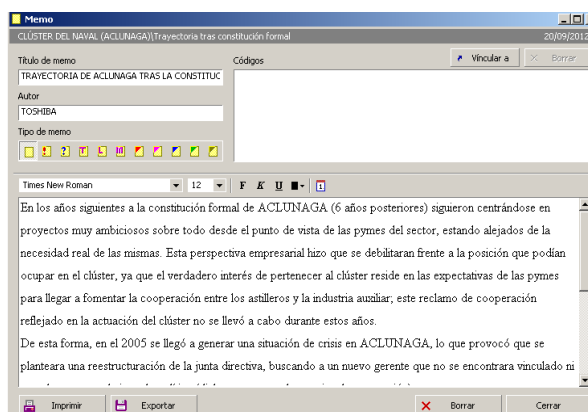 Memo
CLÚSTER DEL NAVAL (ACLUNAGA)\Trayectoria tras constitución formal 20/09/2012
Título de memo Códigos Víncular a Borrar
TRAYECTORIA DE ACLUNAGA TRAS LA CONSTITUC
Autor
TOSHIBA
Tipo de memo
Times New Roman 12 F K U
En los años siguientes a la constitución formal de ACLUNAGA (6 años posteriores) siguieron centrándose en
proyectos muy ambiciosos sobre todo desde el punto de vista de las pymes del sector, estando alejados de la
necesidad real de las mismas. Esta perspectiva empresarial hizo que se debilitaran frente a la posición que podían
ocupar en el clúster, ya que el verdadero interés de pertenecer al clúster reside en las expectativas de las pymes
para llegar a fomentar la cooperación entre los astilleros y la industria auxiliar; este reclamo de cooperación
reflejado en la actuación del clúster no se llevó a cabo durante estos años.
De esta forma, en el 2005 se llegó a generar una situación de crisis en ACLUNAGA, lo que provocó que se
planteara una reestructuración de la junta directiva, buscando a un nuevo gerente que no se encontrara vinculado ni
Imprimir Exportar Borrar Cerrar